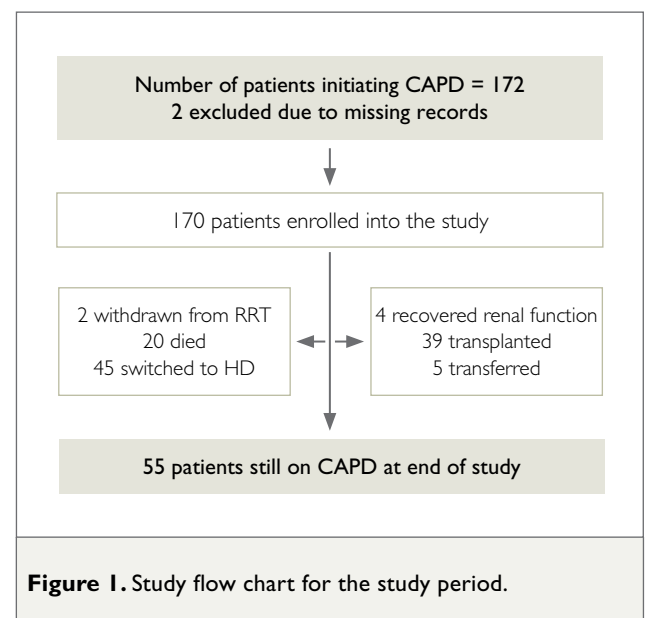 Number of patients initiating CAPD = 172
2 excluded due to missing records
170 patients enrolled into the study
2 withdrawn from RRT
20 died
45 switched to HD
4 recovered renal function
39 transplanted
5 transferred
55 patients still on CAPD at end of study
Figure 1. Study flow chart for the study period.